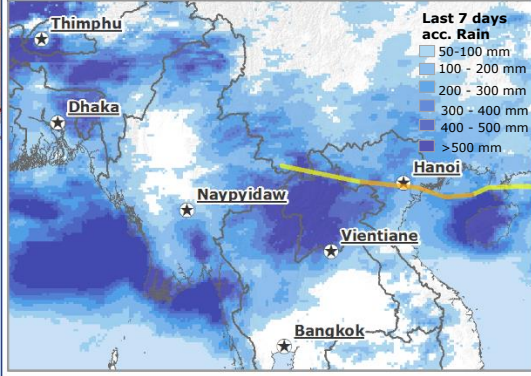 Thimphu
Last 7 days
acc. Rain
50-100 mm
100 - 200 mm
200 - 300 mm
300 - 400 mm
400 - 500 mm
>500 mm
Dhaka
Hanoi
Naypyidaw
Vientiane
Bangkok